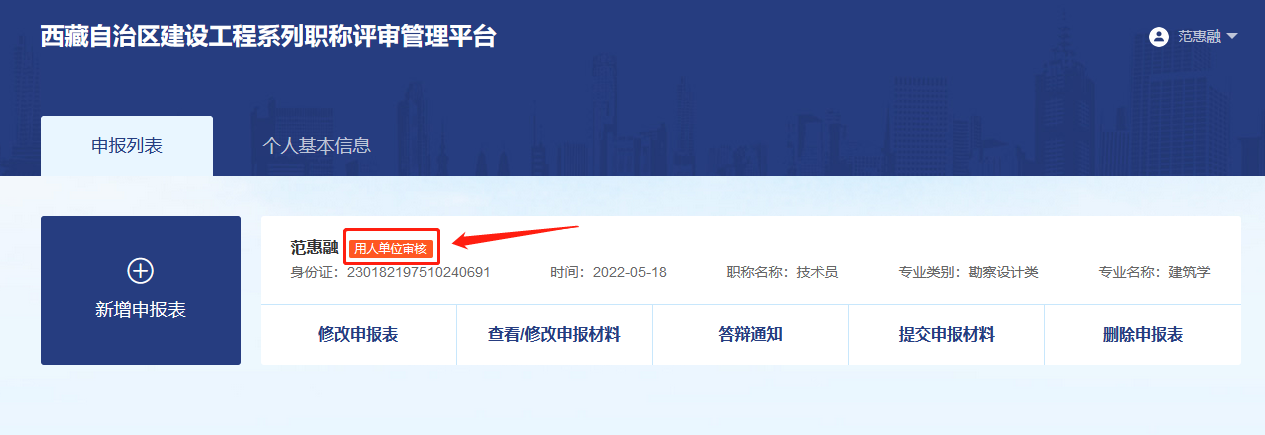 西藏自治区建设工程系列职称评审管理平台
范惠融
申报列表
个人基本信息
新增申报表
范惠融 用人单位审核
身份证：230182197510240691 时间：2022-05-18 职称名称：技术员 专业类别：勘察设计类 专业名称：建筑学
修改申报表 查看/修改申报材料 答辩通知 提交申报材料 删除申报表